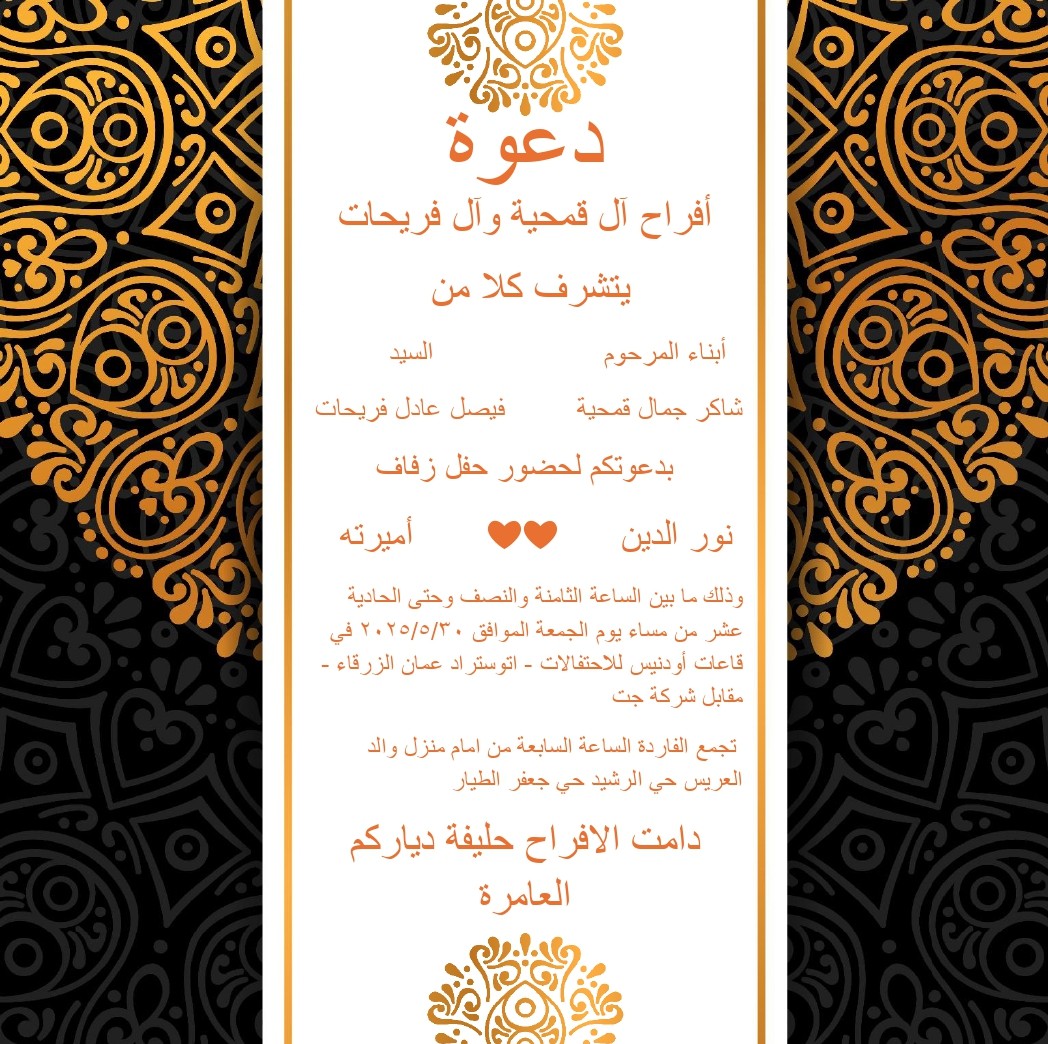 دعوة
أفراح آل قمحية وآل فريحات
يتشرف كلا من
أبناء المرحوم السيد
شاكر جمال قمحية فيصل عادل فريحات
بدعوتكم لحضور حفل زفاف
نور الدين ♥♥ أميرته
وذلك ما بين الساعة الثامنة والنصف وحتى الحادية
عشر من مساء يوم الجمعة الموافق ٢٠٢٥/٥/٣٠ في
قاعات أودنيس للاحتفالات - اتوستراد عمان الزرقاء -
مقابل شركة جت
تجمع الفاردة الساعة السابعة من امام منزل والد
العريس حي الرشيد حي جعفر الطيار
دامت الافراح حليفة دياركم
العامرة